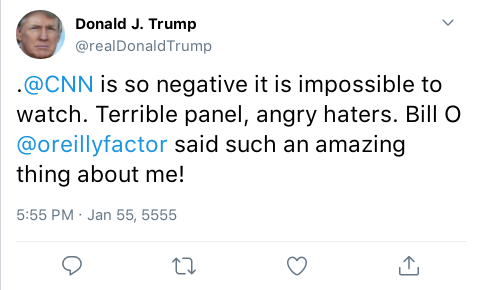 Donald J. Trump
@realDonaldTrump
.@CNN is so negative it is impossible to
watch. Terrible panel, angry haters. Bill O
@oreillyfactor said such an amazing
thing about me!
5:55 PM · Jan 55, 5555